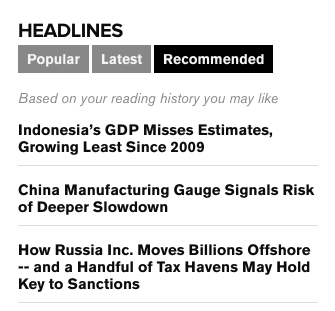 HEADLINES
Popular Latest Recommended
Based on your reading history you may like
Indonesia's GDP Misses Estimates,
Growing Least Since 2009
China Manufacturing Gauge Signals Risk
of Deeper Slowdown
How Russia Inc. Moves Billions Offshore
-- and a Handful of Tax Havens May Hold
Key to Sanctions